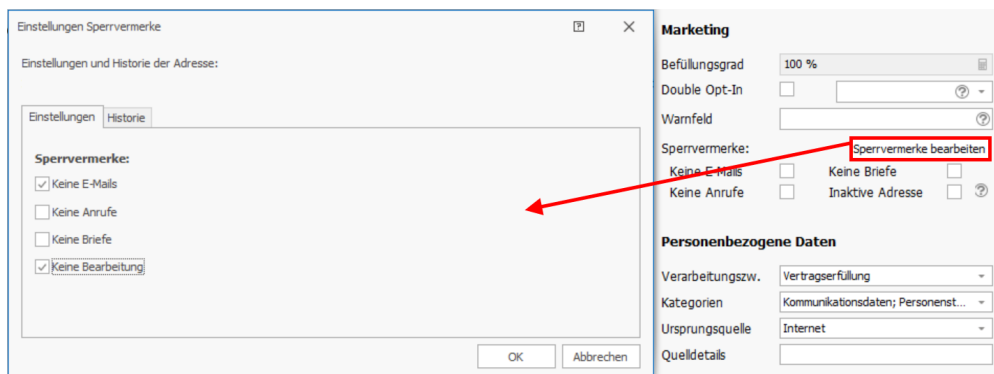 Einstellungen Sperrvermerke
Einstellungen und Historie der Adresse:
Einstellungen Historie
Sperrvermerke:
Keine E-Mails
Keine Anrufe
Keine Briefe
Keine Bearbeitung
OK Abbrechen
Marketing
Befüllungsgrad 100 %
Double Opt-In
Warnfeld
Sperrvermerke: Sperrvermerke bearbeiten
Keine E-Mails Keine Briefe
Keine Anrufe Inaktive Adresse
Personenbezogene Daten
Verarbeitungszw. Vertragserfüllung
Kategorien Kommunikationsdaten; Personenst...
Ursprungsquelle Internet
Quelldetails